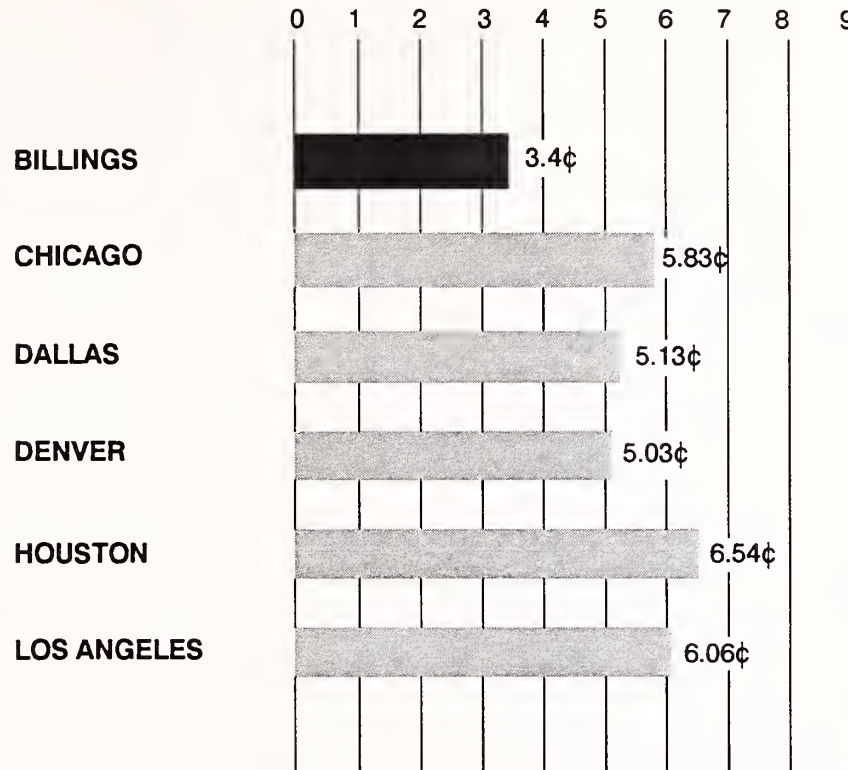 0 1 2 3 4 5 6 7 8 9
BILLINGS 3.4¢
CHICAGO 5.83¢
DALLAS 5.13¢
DENVER 5.03¢
HOUSTON 6.54¢
LOS ANGELES 6.06¢